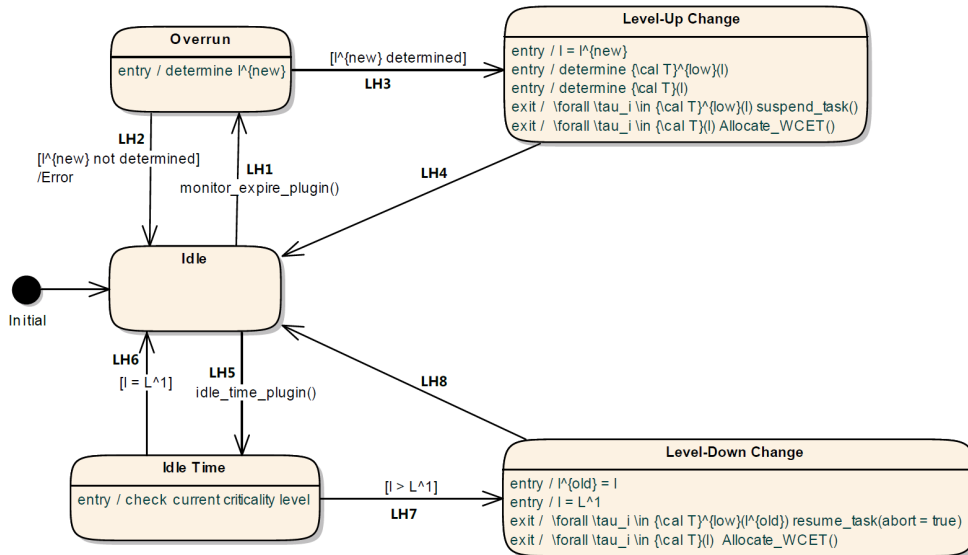 Overrun
entry / determine l^{new}
[l^{new} determined]
LH3
Level-Up Change
entry / l = l^{new}
entry / determine {\cal T}^{low}(l)
entry / determine {\cal T}(l)
exit /  \forall \tau_i \in {\cal T}^{low}(l) suspend_task()
exit /  \forall \tau_i \in {\cal T}(l) Allocate_WCET()
LH2
[l^{new} not determined]
/Error
LH1
monitor_expire_plugin()
LH4
Idle
Initial
LH6
[l = L^1]
LH5
idle_time_plugin()
LH8
Idle Time
entry / check current criticality level
[l > L^1]
LH7
Level-Down Change
entry / l^{old} = l
entry / l = L^1
exit /  \forall \tau_i \in {\cal T}^{low}(l^{old}) resume_task(abort = true)
exit /  \forall \tau_i \in {\cal T}(l)  Allocate_WCET()